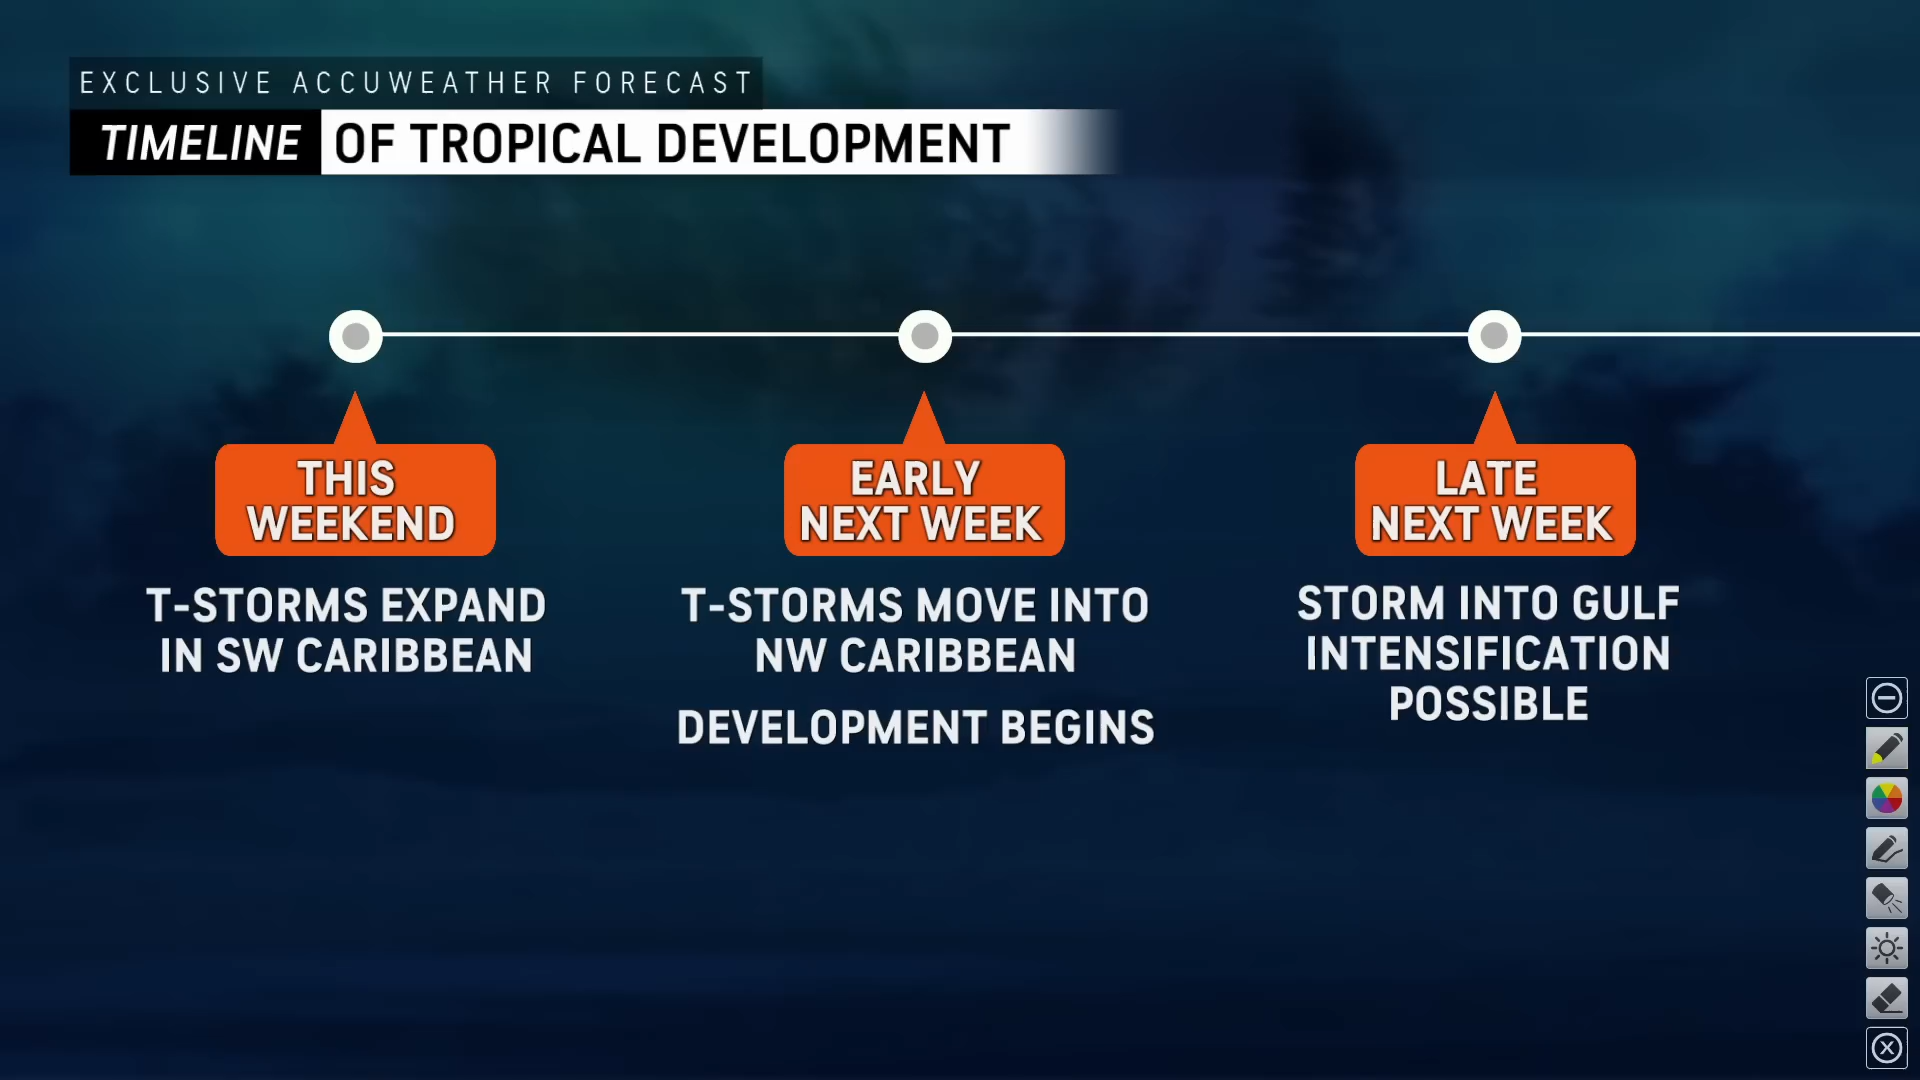 EXCLUSIVE ACCUWEATHER FORECAST
TIMELINE OF TROPICAL DEVELOPMENT
THIS
WEEKEND
T-STORMS EXPAND
IN SW CARIBBEAN
EARLY
NEXT WEEK
T-STORMS MOVE INTO
NW CARIBBEAN
DEVELOPMENT BEGINS
LATE
NEXT WEEK
STORM INTO GULF
INTENSIFICATION
POSSIBLE